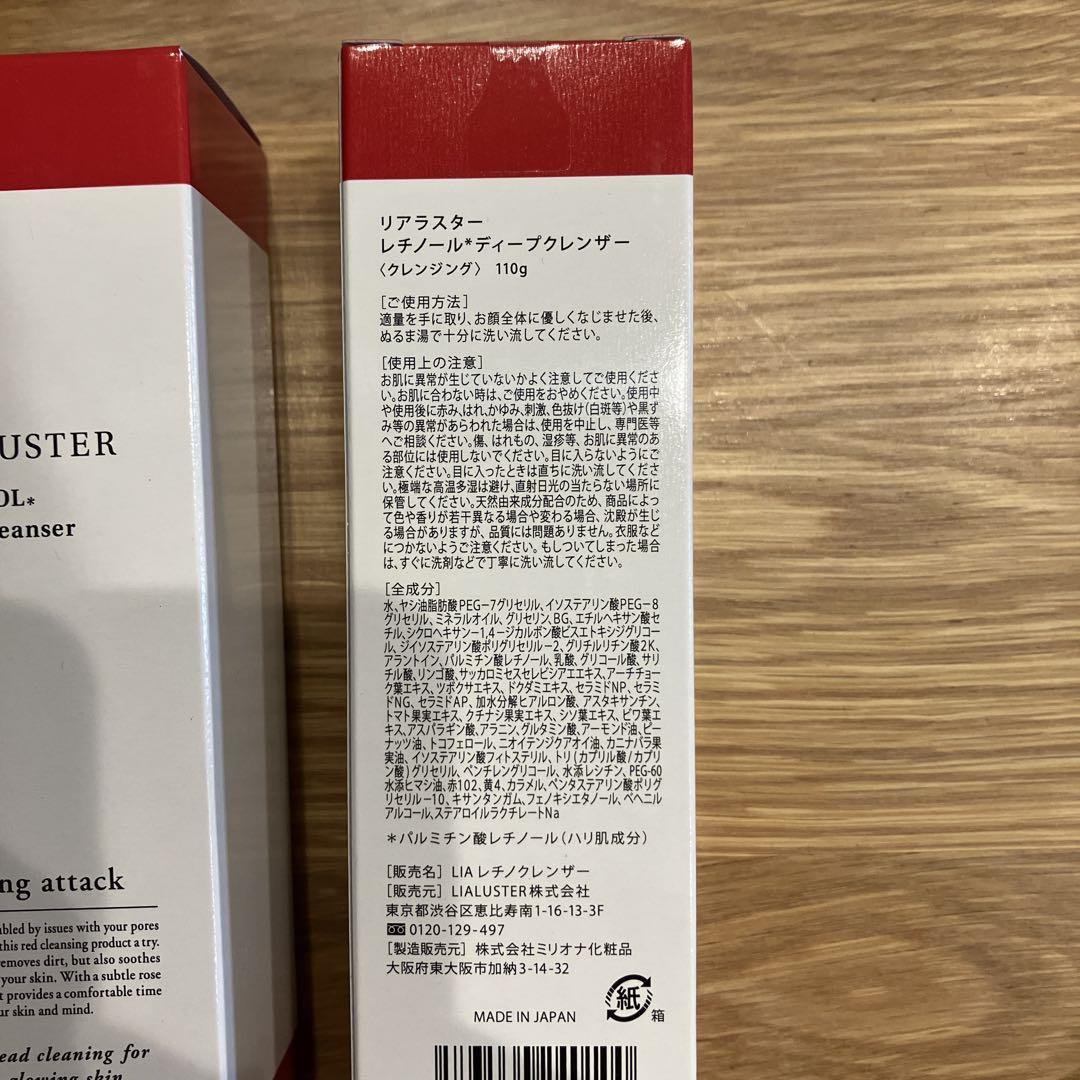 USTER
OL*
eanser
ng attack
bled by issues with your pores
this red cleansing product a try.
emoves dirt, but also soothes
your skin. With a subtle rose
t provides a comfortable time
ur skin and mind.
ead cleaning for
glowing skin
リアラスター
レチノール*ディープクレンザー
〈クレンジング〉 110g
[ご使用方法]
適量を手に取り、お顔全体に優しくなじませた後、
ぬるま湯で十分に洗い流してください。
[使用上の注意]
お肌に異常が生じていないかよく注意してご使用くださ
い。お肌に合わない時は、ご使用をおやめください。使用中
や使用後に赤み、はれ、かゆみ、刺激、色抜け(白斑等)や黒ず
み等の異常があらわれた場合は、使用を中止し、専門医等
へご相談ください。傷、はれもの、湿疹等、お肌に異常のあ
る部位には使用しないでください。目に入らないようにご
注意ください。目に入ったときは直ちに洗い流してください
。極端な高温多湿は避け、直射日光の当たらない場所に
保管してください。天然由来成分配合のため、商品によっ
て色や香りが若干異なる場合や変わる場合、沈殿が生じ
る場合がありますが、品質には問題ありません。衣服など
につかないようご注意ください。もしついてしまった場合
は、すぐに洗剤などで丁寧に洗い流してください。
[全成分]
水、ヤシ油脂肪酸PEG-7グリセリル、イソステアリン酸PEG-8
グリセリル、ミネラルオイル、グリセリン、BG、エチルヘキサン酸セ
チル、シクロヘキサン-1,4-ジカルボン酸ビスエトキシジグリコー
ル、ジイソステアリン酸ポリグリセリル-2、グリチルリチン酸2K、
アラントイン、パルミチン酸レチノール、乳酸、グリコール酸、サリ
チル酸、リンゴ酸、サッカロミセスセレビシアエエキス、アーチチョー
ク葉エキス、ツボクサエキス、ドクダミエキス、セラミドNP、セラミ
ドNG、セラミドAP、加水分解ヒアルロン酸、アスタキサンチン、
トマト果実エキス、クチナシ果実エキス、シソ葉エキス、ビワ葉エ
キス、アスパラギン酸、アラニン、グルタミン酸、アーモンド油、ピー
ナッツ油、トコフェロール、ニオイテンジクアオイ油、カニナバラ果
実油、イソステアリン酸フィトステリル、トリ(カプリル酸/カプリ
ン酸)グリセリル、ペンチレングリコール、水添レシチン、PEG-60
水添ヒマシ油、赤102、黄4、カラメル、ペンタステアリン酸ポリグ
リセリル-10、キサンタンガム、フェノキシエタノール、ベヘニル
アルコール、ステアロイルラクチレートNa
*パルミチン酸レチノール(ハリ肌成分)
[販売名] LIA レチノクレンザー
[販売元] LIALUSTER株式会社
東京都渋谷区恵比寿南1-16-13-3F
0120-129-497
[製造販売元] 株式会社ミリオナ化粧品
大阪府東大阪市加納3-14-32
MADE IN JAPAN
紙
箱